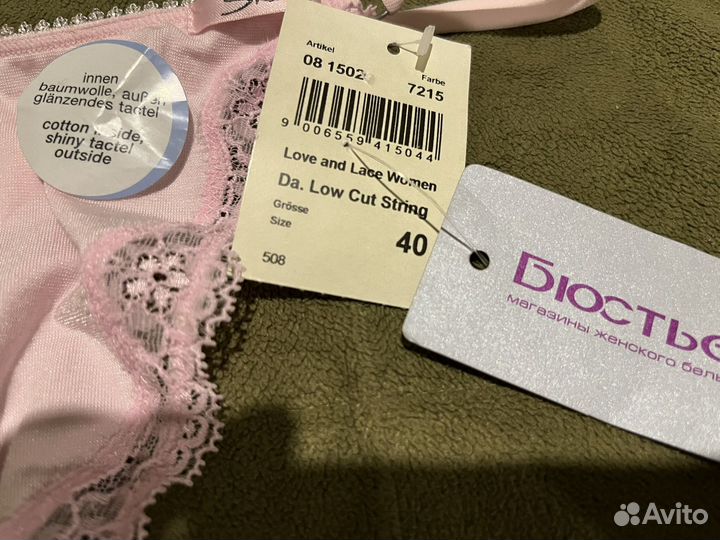 innen
baumwolle, außen
glänzendes tactel
cotton inside,
shiny tactel
outside
Artikel
Farbe
08 1502
7215
9 006559 415044
Love and Lace Women
Da. Low Cut String
Grösse
Size
40
508
Бюстье
магазины женского
Avito